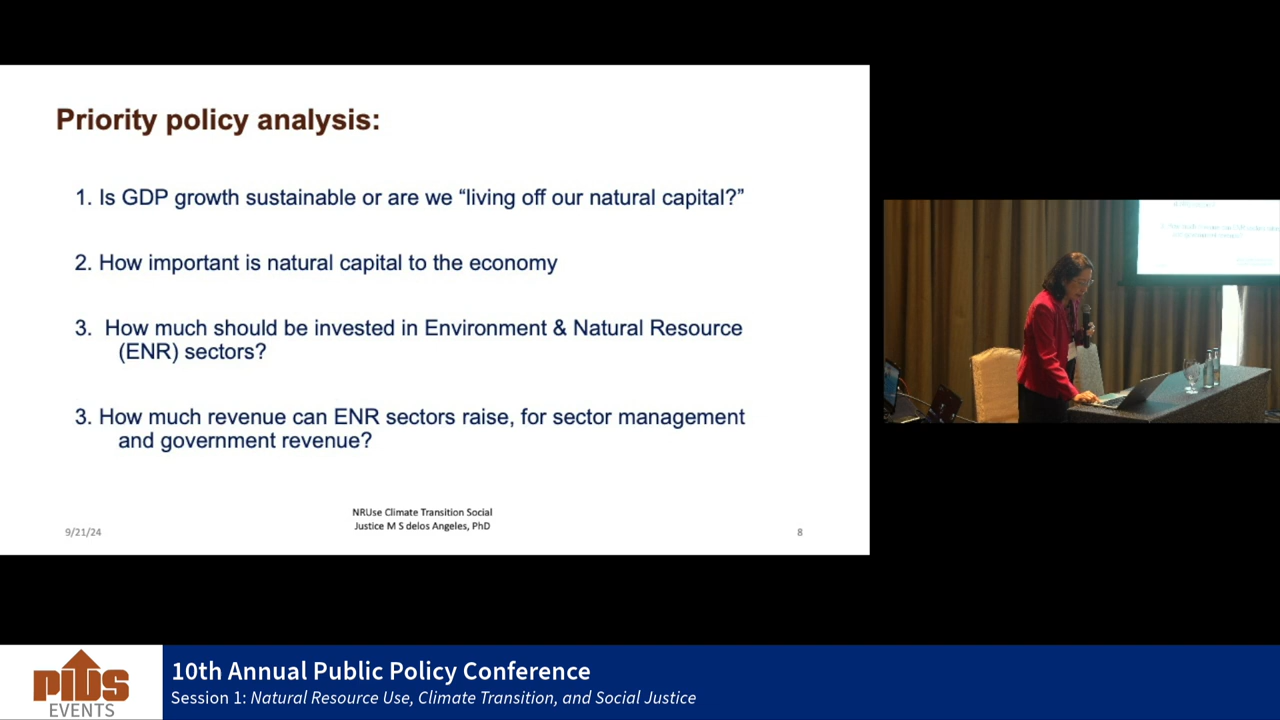 Priority policy analysis:
1. Is GDP growth sustainable or are we “living off our natural capital?”
2. How important is natural capital to the economy
3. How much should be invested in Environment & Natural Resource
(ENR) sectors?
3. How much revenue can ENR sectors raise, for sector management
and government revenue?
NRUse Climate Transition Social
Justice M S delos Angeles, PhD
9/21/24
8
PIDS
EVENTS
10th Annual Public Policy Conference
Session 1: Natural Resource Use, Climate Transition, and Social Justice